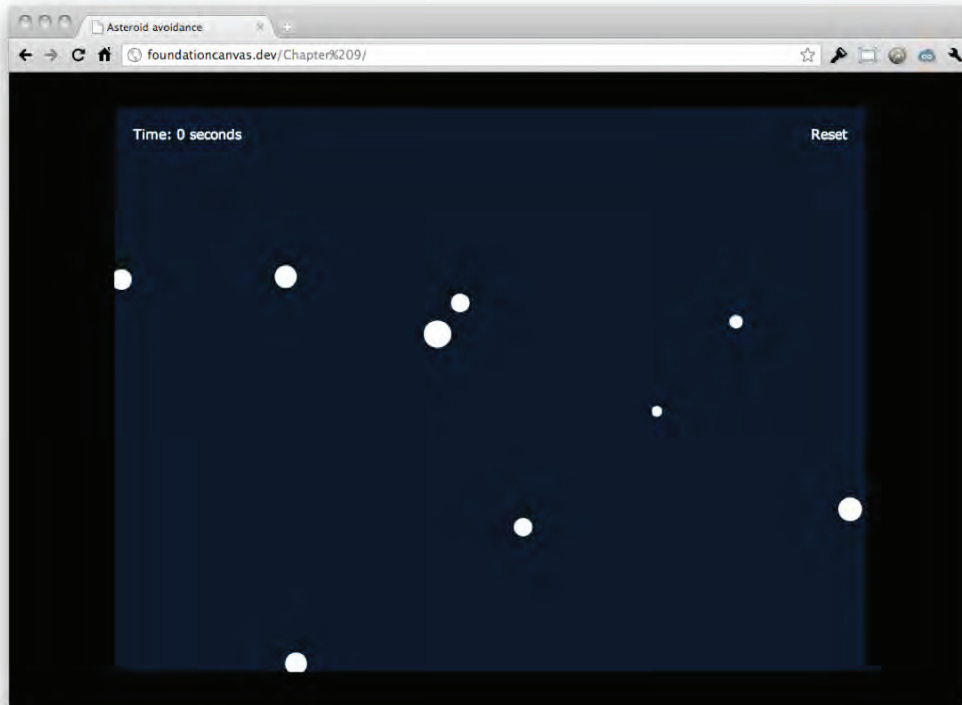 Asteroid avoidance
foundationcanvas.dev/Chapter%209/
Time: 0 seconds
Reset